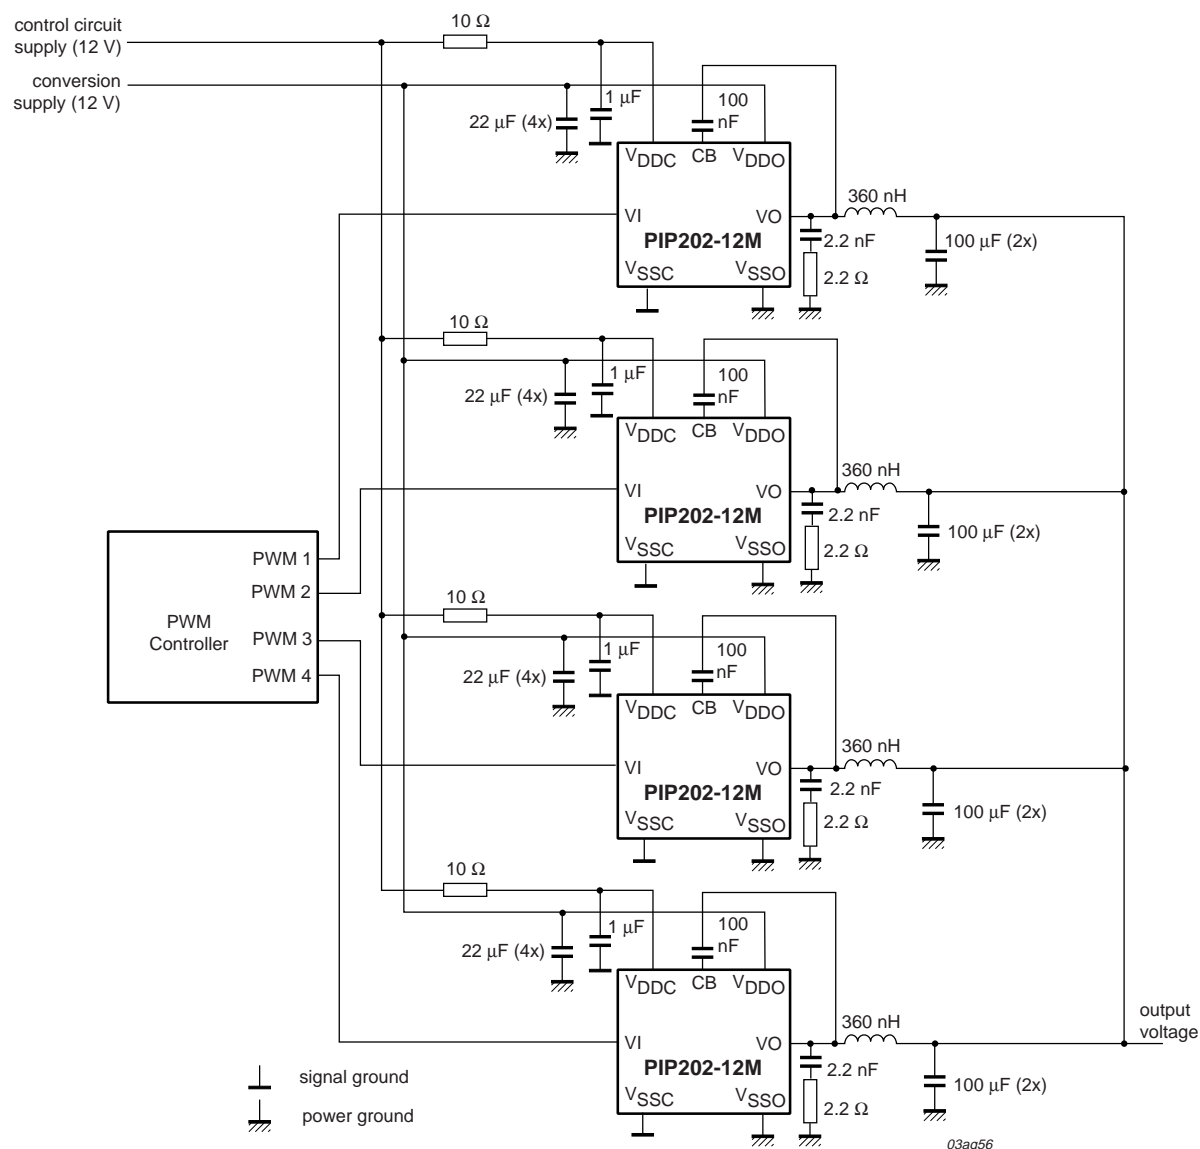 control circuit
supply (12 V)
10 Ω
conversion
supply (12 V)
1 μF
22 μF (4x)
100
nF
VDDC
CB
VDDO
VI
VO
PIP202-12M
VSSC
VSSO
360 nH
2.2 nF
2.2 Ω
100 μF (2x)
10 Ω
1 μF
22 μF (4x)
100
nF
VDDC
CB
VDDO
VI
VO
PIP202-12M
VSSC
VSSO
360 nH
2.2 nF
2.2 Ω
100 μF (2x)
PWM
Controller
PWM 1
PWM 2
PWM 3
PWM 4
10 Ω
1 μF
22 μF (4x)
100
nF
VDDC
CB
VDDO
VI
VO
PIP202-12M
VSSC
VSSO
360 nH
2.2 nF
2.2 Ω
100 μF (2x)
10 Ω
1 μF
22 μF (4x)
100
nF
VDDC
CB
VDDO
VI
VO
PIP202-12M
VSSC
VSSO
360 nH
2.2 nF
2.2 Ω
100 μF (2x)
output
voltage
signal ground
power ground
03ag56